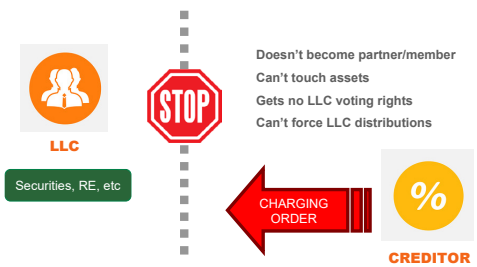 Doesn't become partner/member
Can't touch assets
Gets no LLC voting rights
Can't force LLC distributions
STOP
LLC
Securities, RE, etc
CHARGING
ORDER
%
CREDITOR